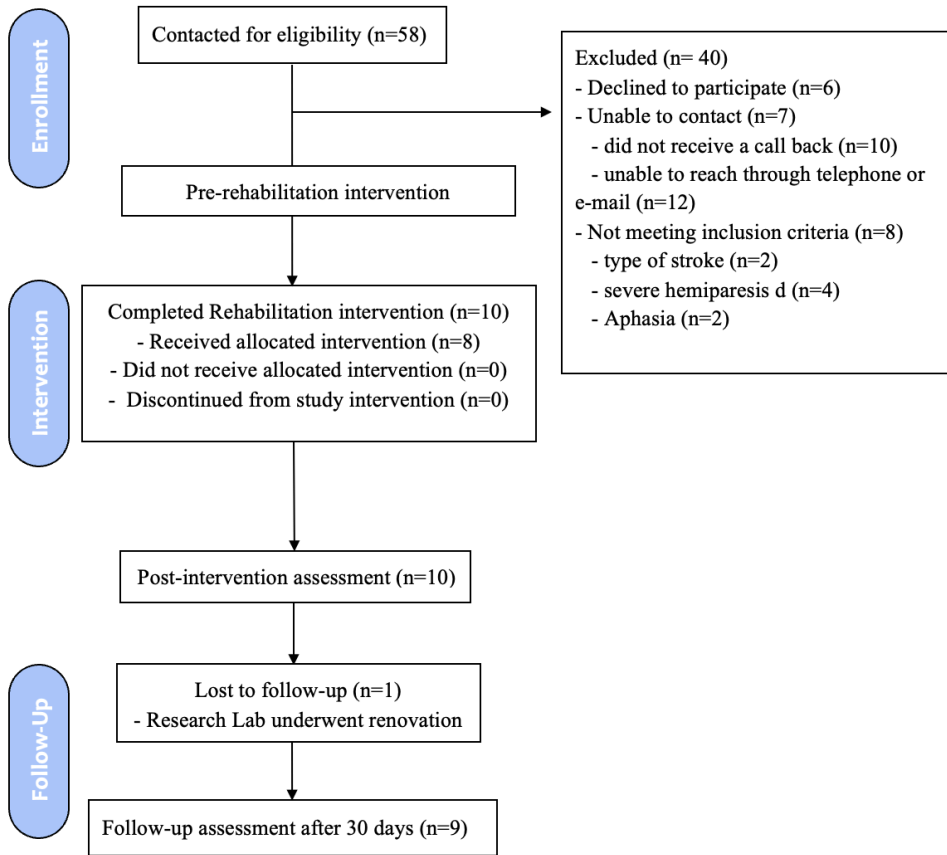 Enrollment
Contacted for eligibility (n=58)
Excluded (n= 40)
- Declined to participate (n=6)
- Unable to contact (n=7)
- did not receive a call back (n=10)
- unable to reach through telephone or
e-mail (n=12)
- Not meeting inclusion criteria (n=8)
- type of stroke (n=2)
- severe hemiparesis d (n=4)
- Aphasia (n=2)
Pre-rehabilitation intervention
Intervention
Completed Rehabilitation intervention (n=10)
- Received allocated intervention (n=8)
- Did not receive allocated intervention (n=0)
- Discontinued from study intervention (n=0)
Post-intervention assessment (n=10)
Follow-Up
Lost to follow-up (n=1)
- Research Lab underwent renovation
Follow-up assessment after 30 days (n=9)